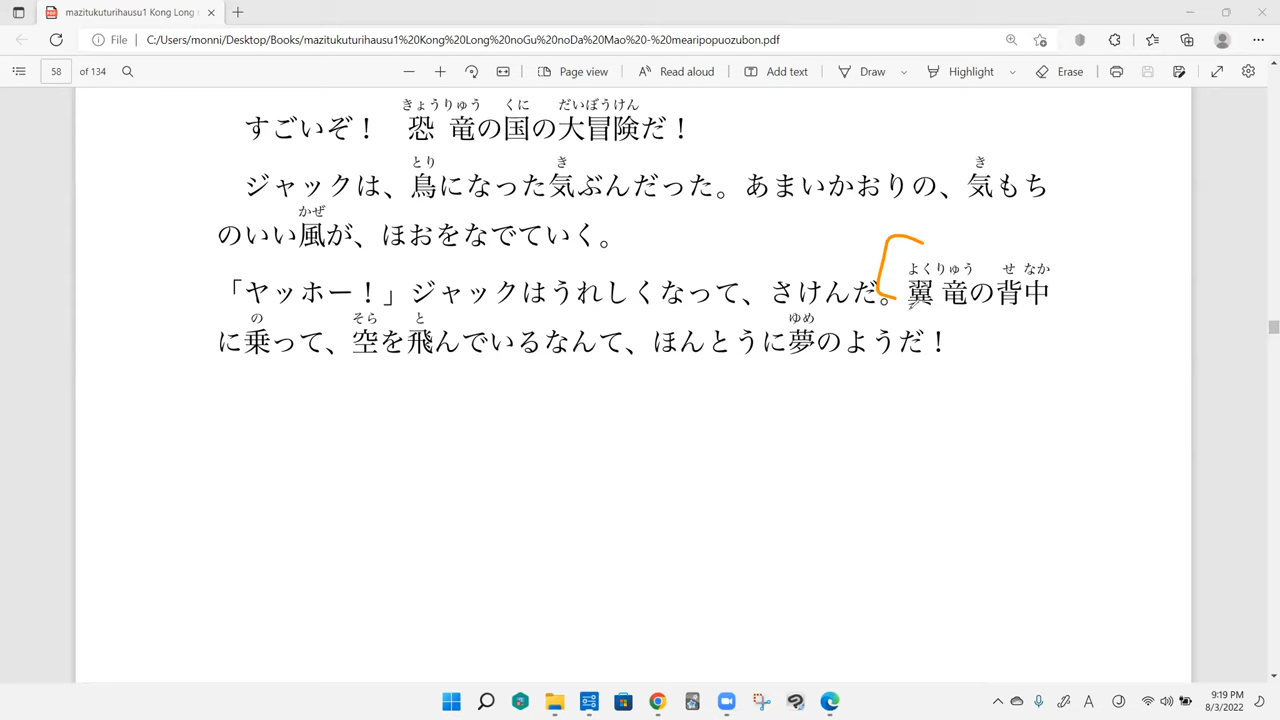 mazitukuturihausu1 Kong Long
File C:/Users/monni/Desktop/Books/mazitukuturihausu1%20Kong%20Long%20noGu%20noDa%20Mao%20-%20mearipopuozubon.pdf
58 of 134 Page view Read aloud Add text Draw Highlight Erase
きょうりゅう くに だいぼうけん
すごいぞ！ 恐竜の国の大冒険だ！
とり き き
ジャックは、鳥になった気ぶんだった。あまいかおりの、気もち
かぜ
のいい風が、ほおをなでていく。
よくりゅう せ なか
「ヤッホー！」ジャックはうれしくなって、さけんだ。翼竜の背中
の そら と ゆめ
に乗って、空を飛んでいるなんて、ほんとうに夢のようだ！
9:19 PM
8/3/2022